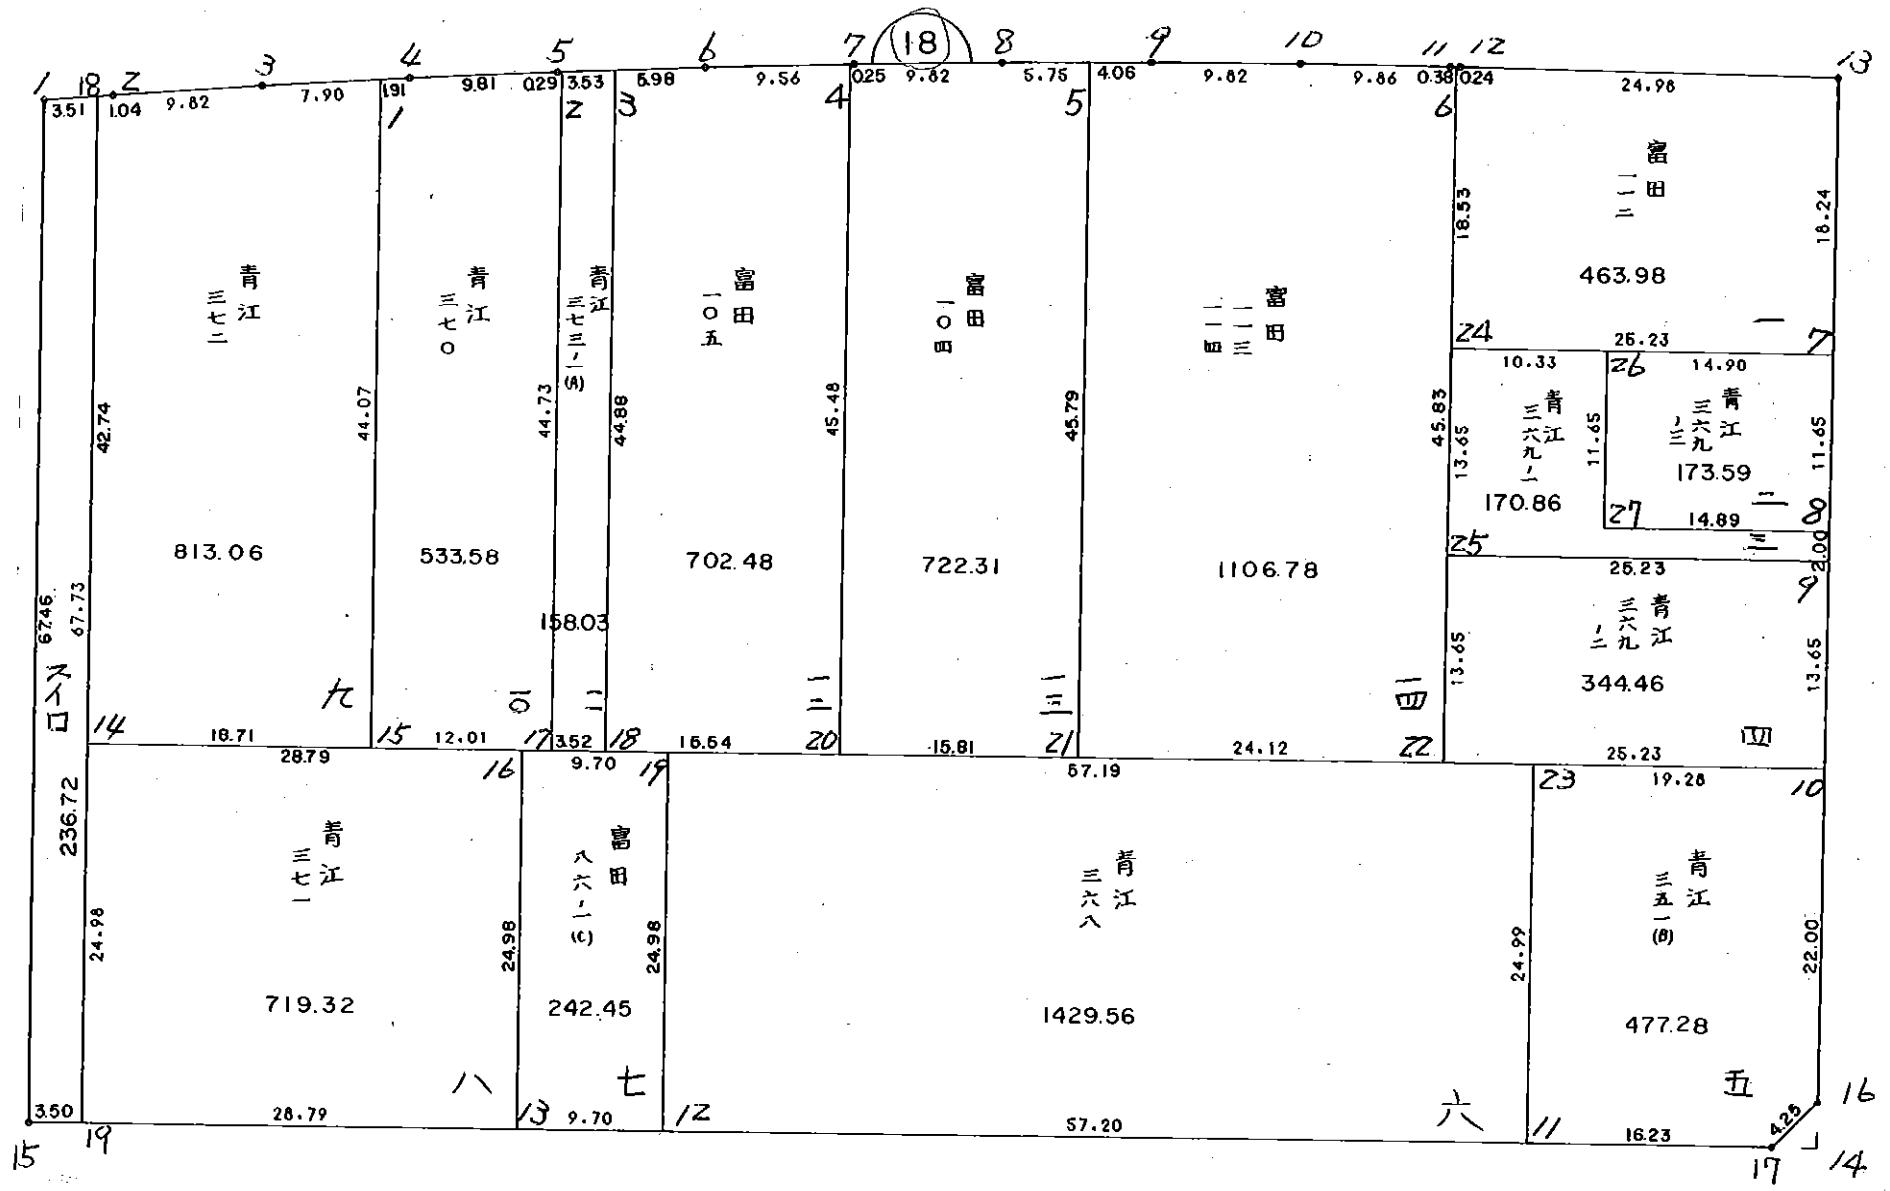 18
1 18 2 3 4 5 6 7 8 9 10 11 12 13
3.51 1.04 9.82 7.90 1.91 9.81 0.29 3.53 6.98 9.56 0.25 9.82 5.75 4.06 9.82 9.86 0.38 0.24 24.98
1 2 3 4 5 6
富田
一一二
463.98
18.53
18.24
一
24
26.23
7
青江
三七二
813.06
42.74
九
青江
三七〇
533.58
44.07
一〇
青江
三七三-一
(A)
158.03
44.73
一一
富田
一〇五
702.48
44.88
一二
富田
一〇四
722.31
45.48
一三
富田
一一三
一一四
1106.78
45.79
45.83
一四
10.33
26
14.90
青江
三六九-一
170.86
13.65
11.65
青江
三六九-三
173.59
11.65
二
8
27
14.89
三
2.00
25
25.23
9
青江
三六九-二
344.46
13.65
13.65
四
25.23
67.46
67.73
スイロ
236.72
14
18.71
15
12.01
17
3.52
18
15.54
20
15.81
21
24.12
22
28.79
16
9.70
19
57.19
23
19.28
10
青江
三七一
719.32
24.98
八
富田
八六-一
(C)
242.45
24.98
七
24.98
青江
三六八
1429.56
六
24.99
青江
三五一
(B)
477.28
22.00
五
3.50
28.79
13
9.70
12
57.20
11
16.23
4.25
16
15
19
17
14